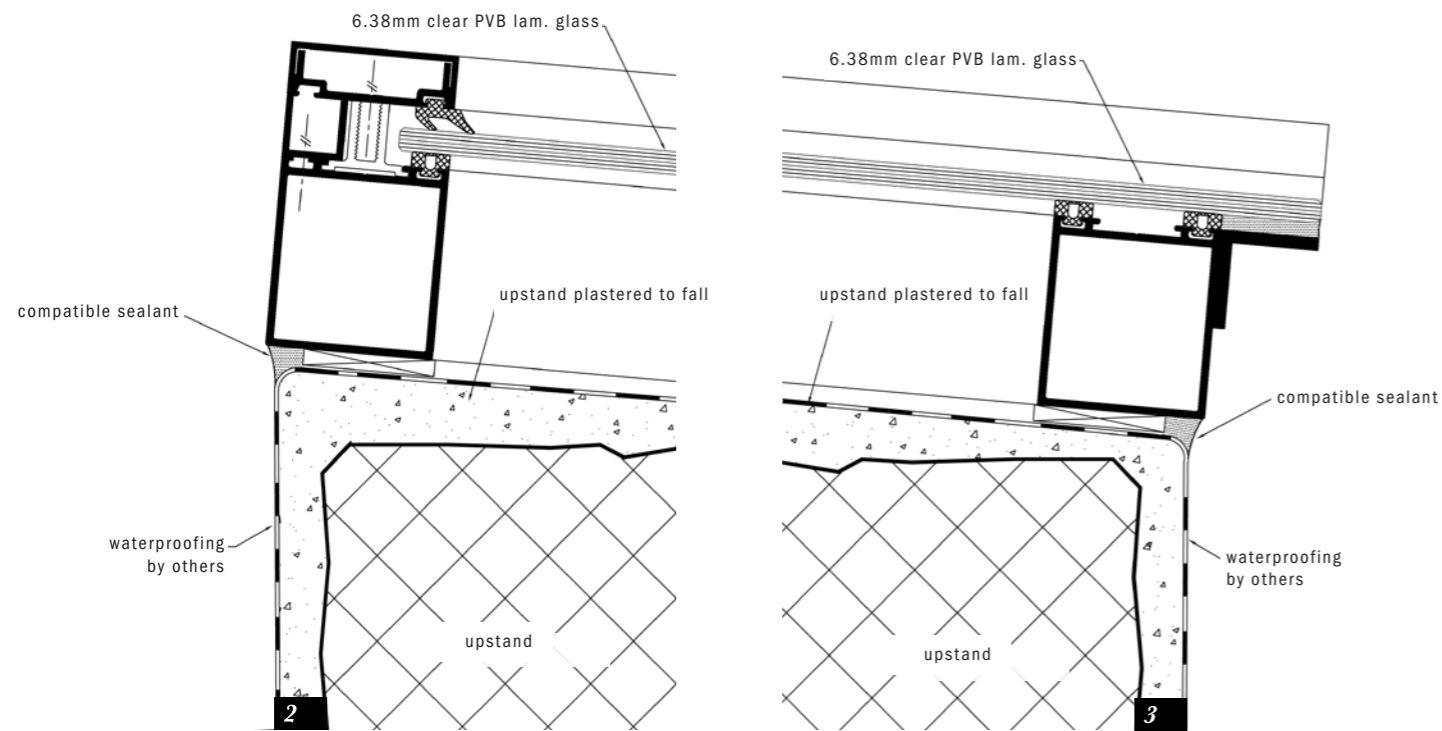 6.38mm clear PVB lam. glass
upstand plastered to fall
compatible sealant
waterproofing
by others
upstand
2
6.38mm clear PVB lam. glass
upstand plastered to fall
compatible sealant
waterproofing
by others
upstand
3